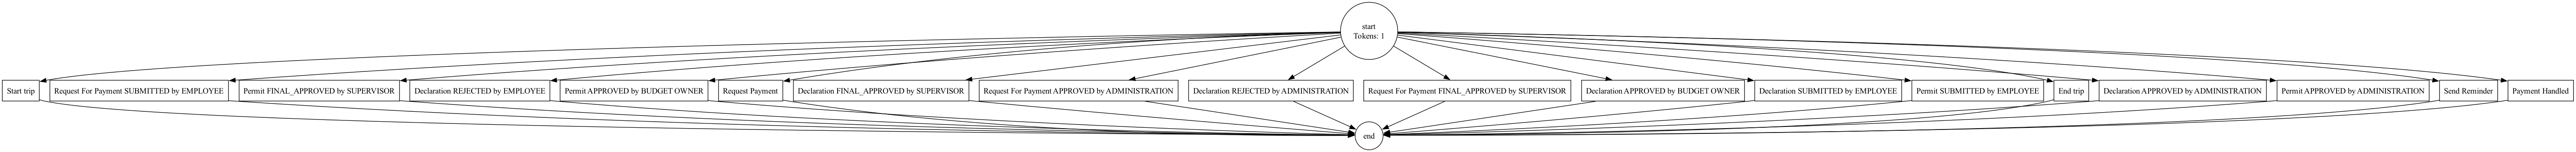 start
Tokens: 1
Start trip
Request For Payment SUBMITTED by EMPLOYEE
Permit FINAL_APPROVED by SUPERVISOR
Declaration REJECTED by EMPLOYEE
Permit APPROVED by BUDGET OWNER
Request Payment
Declaration FINAL_APPROVED by SUPERVISOR
Request For Payment APPROVED by ADMINISTRATION
Declaration REJECTED by ADMINISTRATION
Request For Payment FINAL_APPROVED by SUPERVISOR
Declaration APPROVED by BUDGET OWNER
Declaration SUBMITTED by EMPLOYEE
Permit SUBMITTED by EMPLOYEE
End trip
Declaration APPROVED by ADMINISTRATION
Permit APPROVED by ADMINISTRATION
Send Reminder
Payment Handled
end